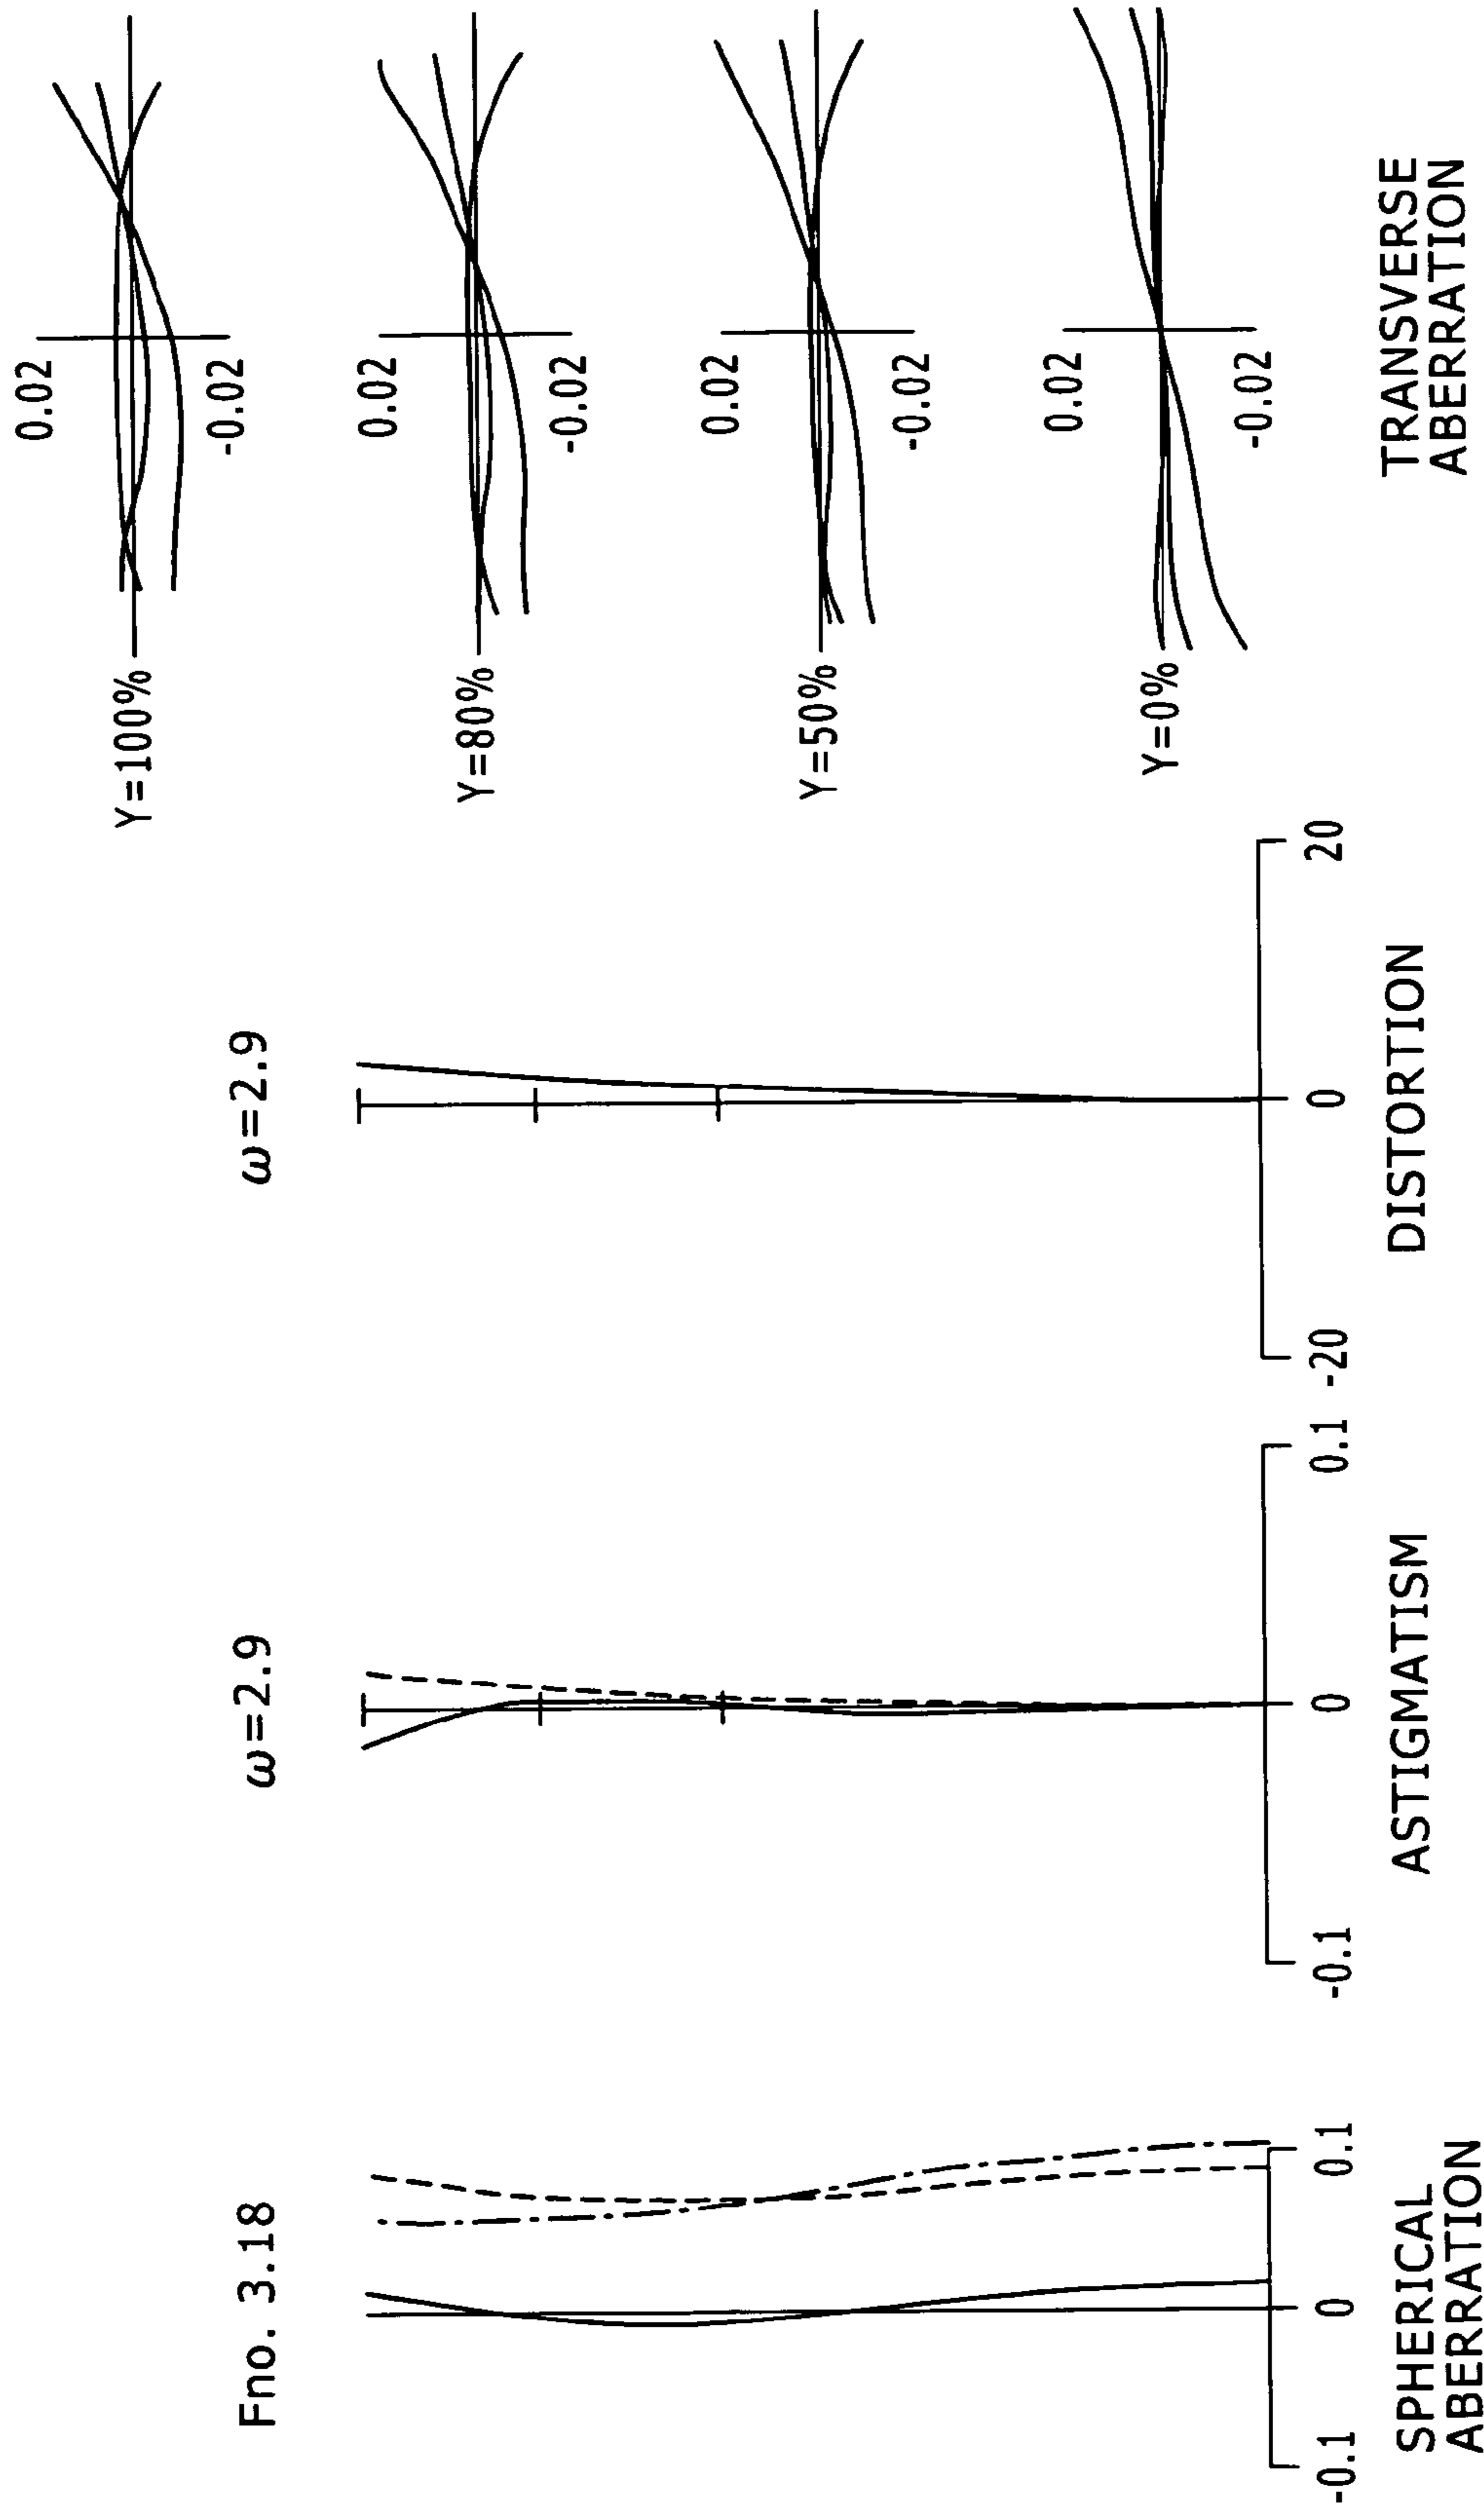 Fno. 3.18
-0.1
0
0.1
SPHERICAL
ABERRATION
ω=2.9
-0.1
0
0.1
ASTIGMATISM
ω=2.9
-20
0
20
DISTORTION
Y=100%
0.02
-0.02
Y=80%
0.02
-0.02
Y=50%
0.02
-0.02
Y=0%
0.02
-0.02
TRANSVERSE
ABERRATION